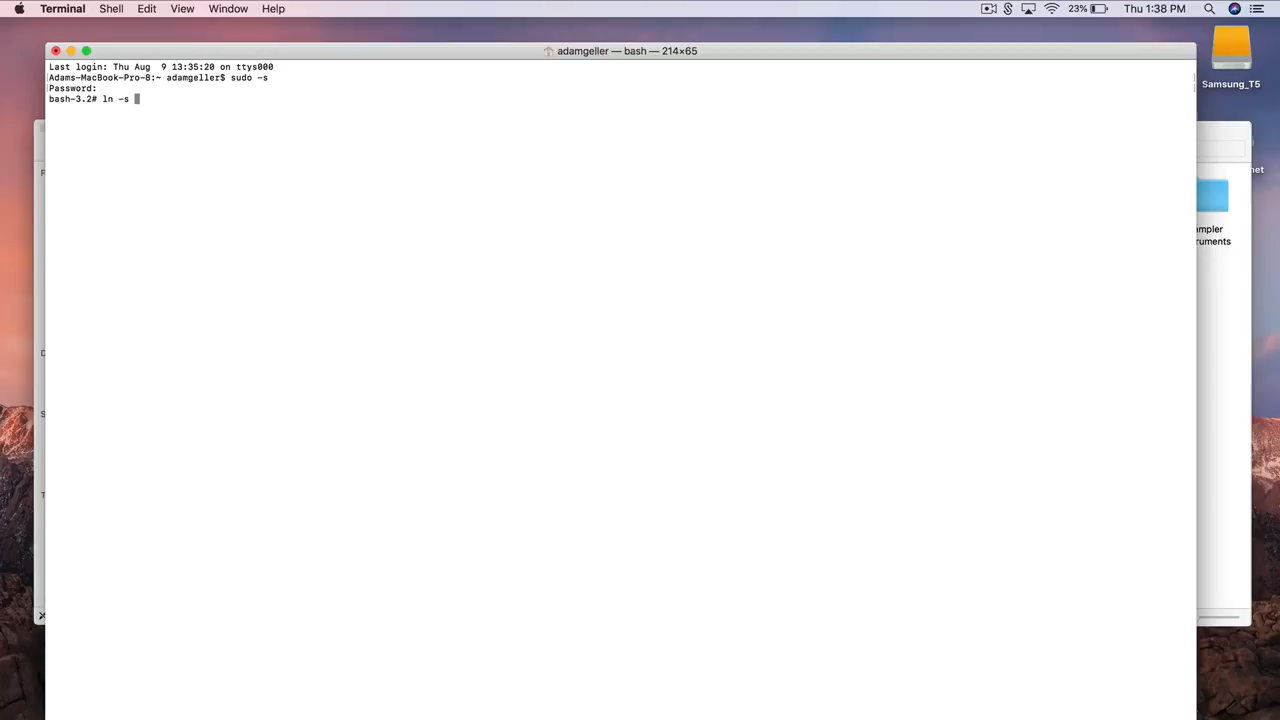 Terminal Shell Edit View Window Help 23% Thu 1:38 PM
adamgeller — bash — 214×65
Last login: Thu Aug  9 13:35:20 on ttys000
Adams-MacBook-Pro-8:~ adamgeller$ sudo -s
Password:
bash-3.2# ln -s
Samsung_T5
net
mpler
ruments